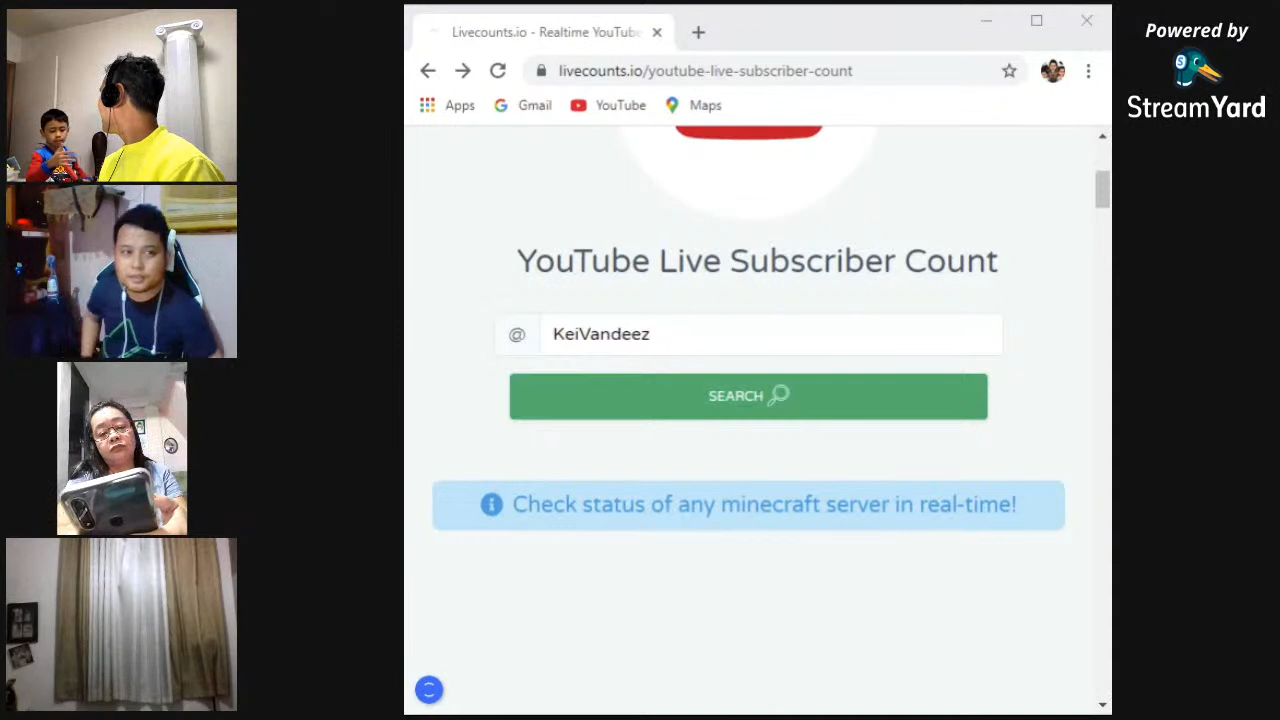 Livecounts.io - Realtime YouTube
livecounts.io/youtube-live-subscriber-count
Apps Gmail YouTube Maps
YouTube Live Subscriber Count
@ KeiVandeez
SEARCH
Check status of any minecraft server in real-time!
Powered by
StreamYard